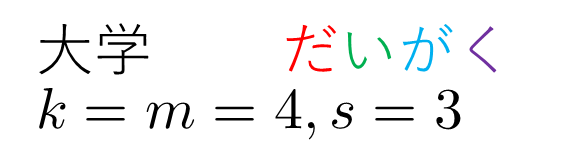 大学 だいがく
k = m = 4, s = 3